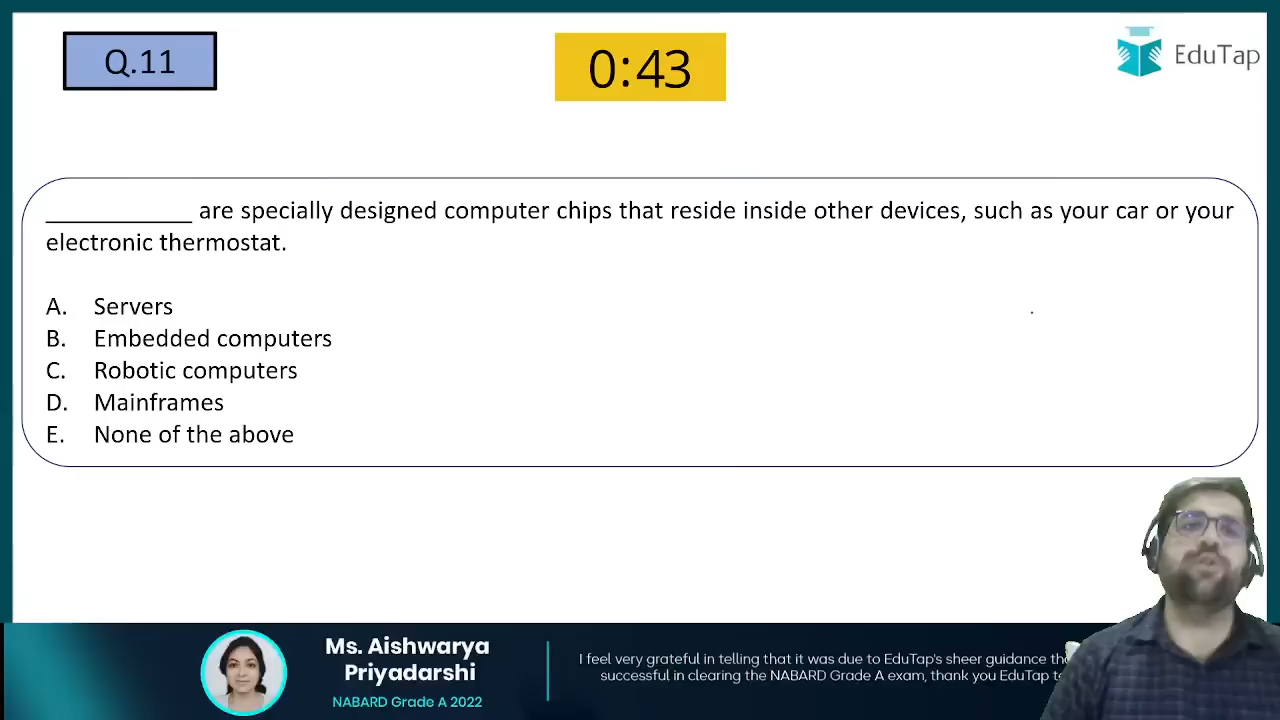 Q.11
0:43
EduTap
___________ are specially designed computer chips that reside inside other devices, such as your car or your
electronic thermostat.
A. Servers
B. Embedded computers
C. Robotic computers
D. Mainframes
E. None of the above
Ms. Aishwarya
Priyadarshi
NABARD Grade A 2022
I feel very grateful in telling that it was due to EduTap's sheer guidance
successful in clearing the NABARD Grade A exam, thank you EduTap